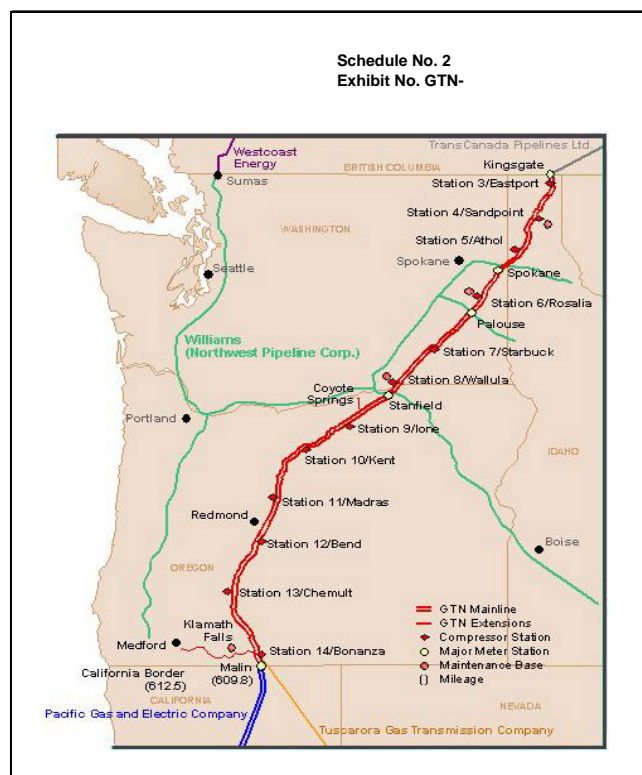 Schedule No. 2
Exhibit No. GTN-
TransCanada Pipelines Ltd.
Westcoast
Energy
BRITISH COLUMBIA
Kingsgate
Sumas
Station 3/Eastport
Station 4/Sandpoint
WASHINGTON
Station 5/Athol
Spokane
Seattle
Spokane
Station 6/Rosalia
Palouse
Williams
(Northwest Pipeline Corp.)
Station 7/Starbuck
Station 8/Wallula
Coyote
Springs
Stanfield
Portland
Station 9/Ione
IDAHO
Station 10/Kent
Station 11/Madras
Redmond
Station 12/Bend
Boise
OREGON
Station 13/Chemult
GTN Mainline
GTN Extensions
Compressor Station
Major Meter Station
Maintenance Base
() Mileage
Klamath
Falls
Medford
Station 14/Bonanza
California Border
(612.5)
Malin
(609.8)
CALIFORNIA
NEVADA
Pacific Gas and Electric Company
Tuscarora Gas Transmission Company